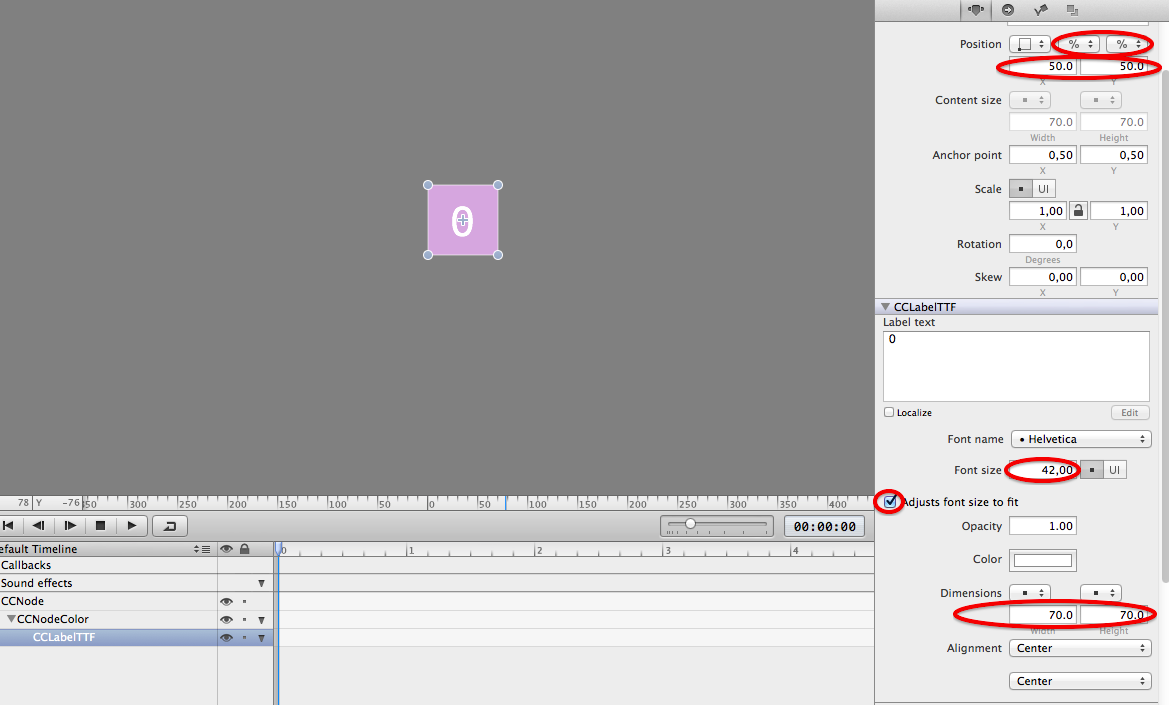 Position % %
50.0 50.0
X Y
Content size
70.0 70.0
Width Height
Anchor point 0,50 0,50
X Y
Scale UI
1,00 1,00
X Y
Rotation 0,0
Degrees
Skew 0,00 0,00
X Y
CCLabelTTF
Label text
0
Localize Edit
Font name • Helvetica
Font size 42,00 UI
Adjusts font size to fit
Opacity 1.00
Color
Dimensions
70.0 70.0
Width Height
Alignment Center
Center
0
78 Y -76 350 300 250 200 150 100 50 0 50 100 150 200 250 300 350 400
00:00:00
efault Timeline 0 1 2 3 4
Callbacks
Sound effects
CCNode
CCNodeColor
CCLabelTTF